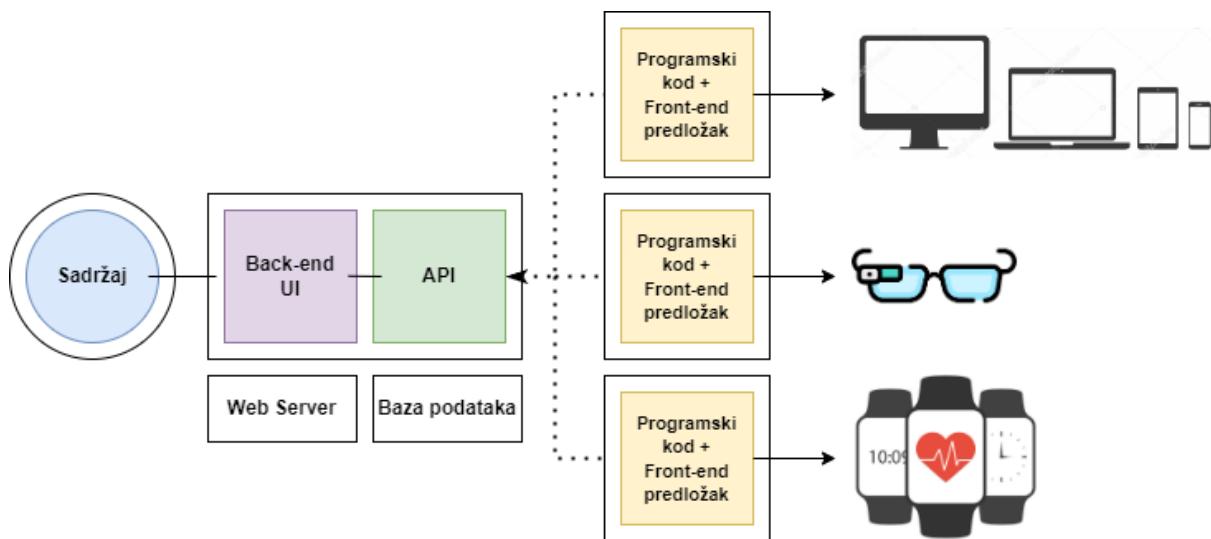 Sadržaj
Back-end
UI
API
Web Server
Baza podataka
Programski
kod +
Front-end
predložak
Programski
kod +
Front-end
predložak
Programski
kod +
Front-end
predložak
10:09